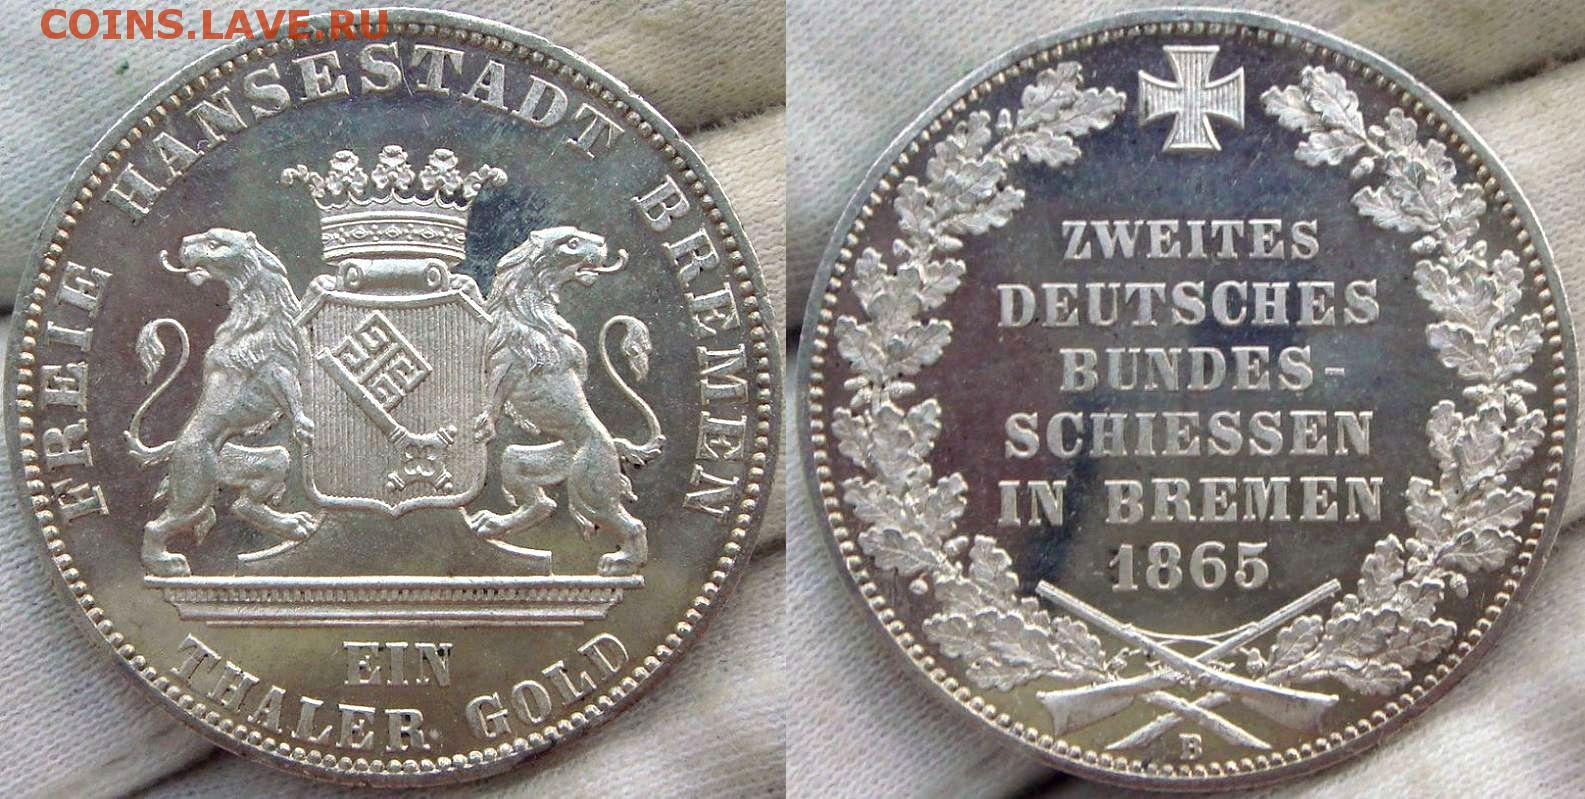 COINS.LAVE.RU
FREIE HANSESTADT BREMEN
EIN
THALER. GOLD
ZWEITES
DEUTSCHES
BUNDES-
SCHIESSEN
IN BREMEN
1865
B